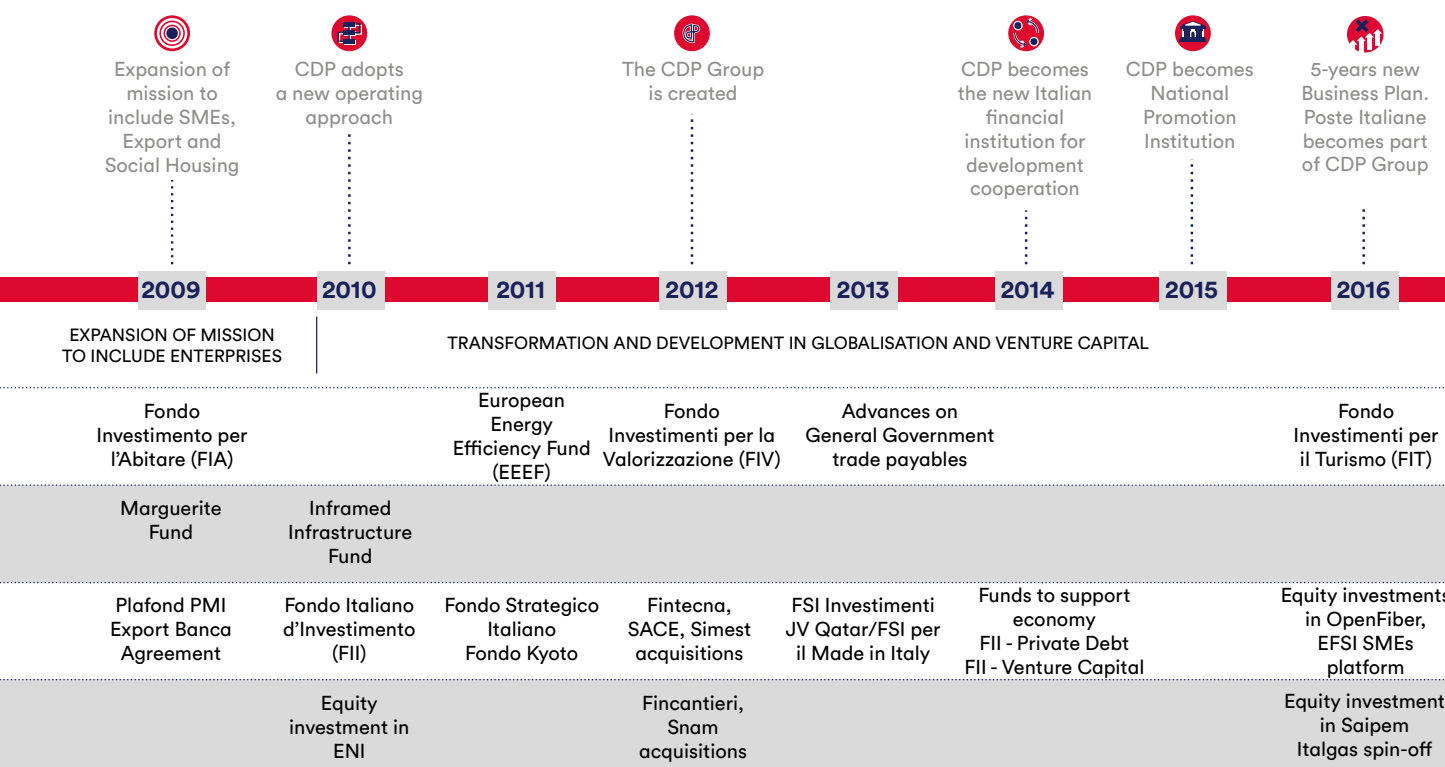 Expansion of
mission to
include SMEs,
Export and
Social Housing
CDP adopts
a new operating
approach
The CDP Group
is created
CDP becomes
the new Italian
financial
institution for
development
cooperation
CDP becomes
National
Promotion
Institution
5-years new
Business Plan.
Poste Italiane
becomes part
of CDP Group
2009
2010
2011
2012
2013
2014
2015
2016
EXPANSION OF MISSION
TO INCLUDE ENTERPRISES
TRANSFORMATION AND DEVELOPMENT IN GLOBALISATION AND VENTURE CAPITAL
Fondo
Investimento per
l'Abitare (FIA)
European
Energy
Efficiency Fund
(EEEF)
Fondo
Investimenti per la
Valorizzazione (FIV)
Advances on
General Government
trade payables
Fondo
Investimenti per
il Turismo (FIT)
Marguerite
Fund
Inframed
Infrastructure
Fund
Plafond PMI
Export Banca
Agreement
Fondo Italiano
d'Investimento
(FII)
Fondo Strategico
Italiano
Fondo Kyoto
Fintecna,
SACE, Simest
acquisitions
FSI Investimenti
JV Qatar/FSI per
il Made in Italy
Funds to support
economy
FII - Private Debt
FII - Venture Capital
Equity investments
in OpenFiber,
EFSI SMEs
platform
Equity
investment in
ENI
Fincantieri,
Snam
acquisitions
Equity investment
in Saipem
Italgas spin-off